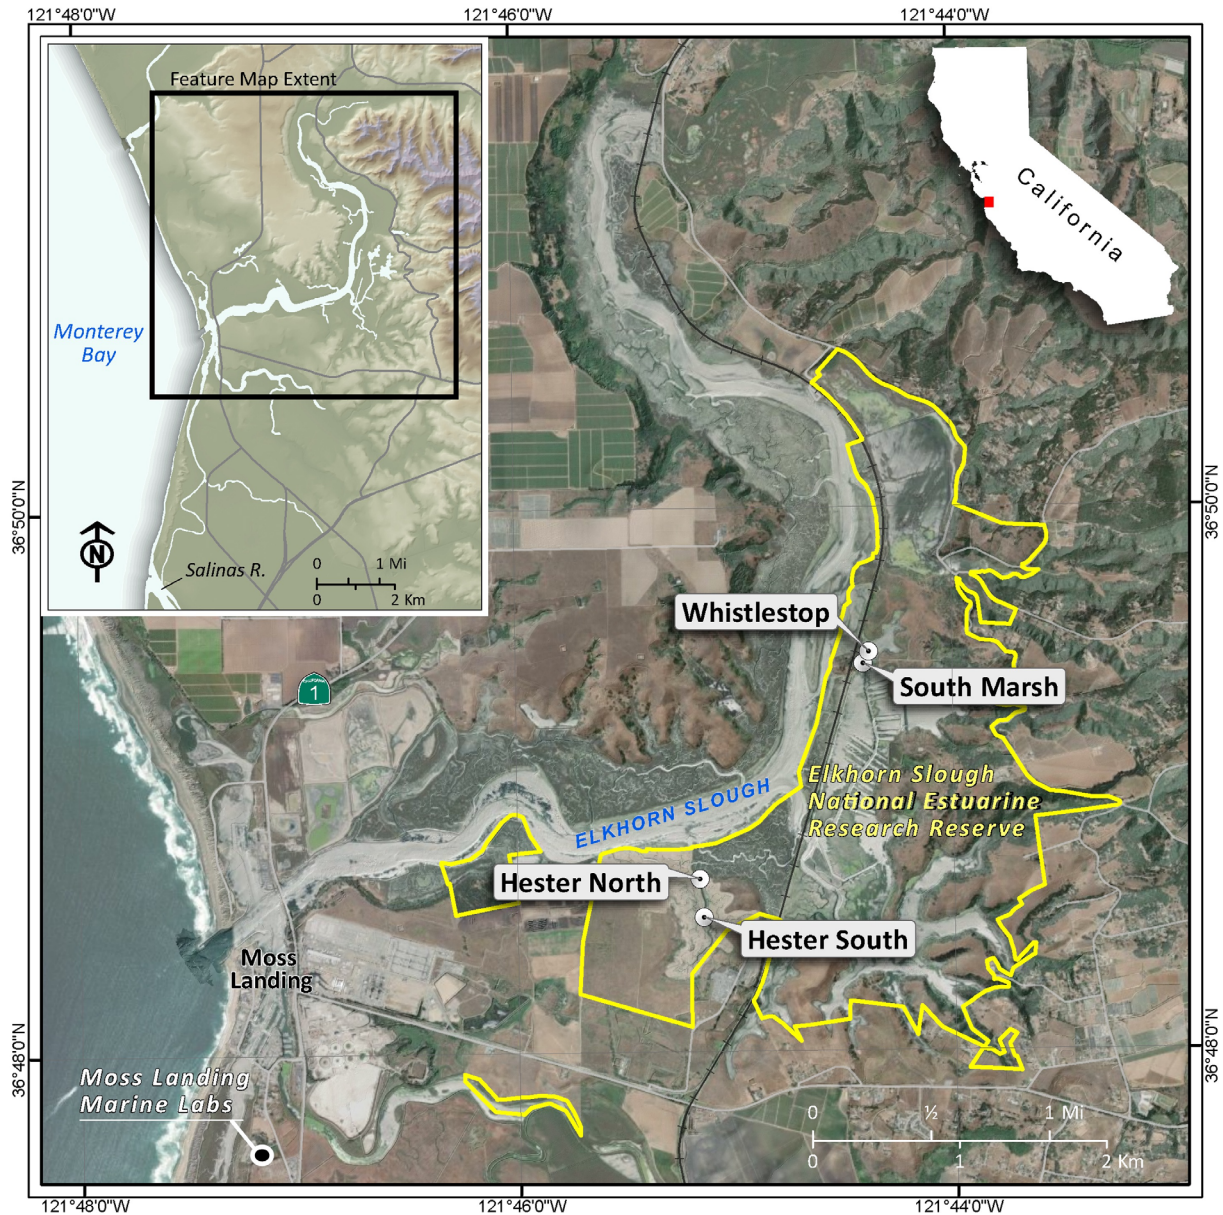 121°48'0"W
121°46'0"W
121°44'0"W
Feature Map Extent
California
Monterey
Bay
36°50'0"N
36°50'0"N
N
Salinas R.
0
1 Mi
0
2 Km
Whistlestop
South Marsh
CALIFORNIA
1
Elkhorn Slough
National Estuarine
Research Reserve
ELKHORN SLOUGH
Hester North
Hester South
Moss
Landing
36°48'0"N
36°48'0"N
Moss Landing
Marine Labs
0
½
1 Mi
0
1
2 Km
121°48'0"W
121°46'0"W
121°44'0"W